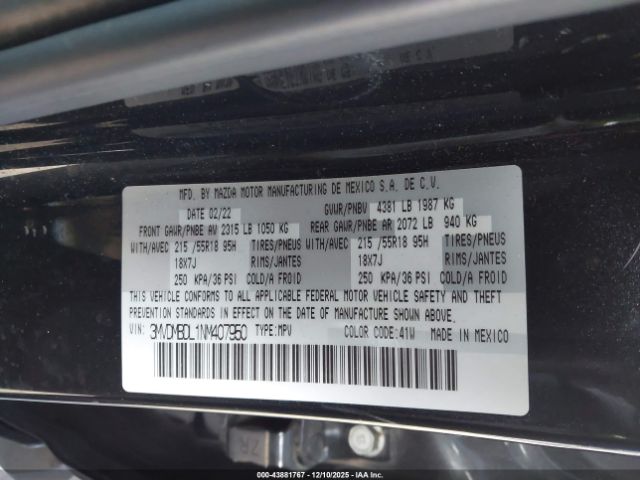 MFD. BY MAZDA MOTOR MANUFACTURING DE MEXICO S.A. DE C.V.
DATE 02/22 GVWR/PNBV 4381 LB 1987 KG
FRONT GAWR/PNBE AV 2315 LB 1050 KG REAR GAWR/PNBE AR 2072 LB 940 KG
WITH/AVEC 215 /55R18 95H TIRES/PNEUS WITH/AVEC 215 /55R18 95H TIRES/PNEUS
18X7J RIMS/JANTES 18X7J RIMS/JANTES
250 KPA/36 PSI COLD/A FROID 250 KPA/36 PSI COLD/A FROID
THIS VEHICLE CONFORMS TO ALL APPLICABLE FEDERAL MOTOR VEHICLE SAFETY AND THEFT
PREVENTION STANDARDS IN EFFECT ON THE DATE OF MANUFACTURE SHOWN ABOVE.
VIN: 3MVDMBDL1NM407950 TYPE:MPV COLOR CODE:41W MADE IN MEXICO
000-43881767 - 12/10/2025 - IAA Inc.